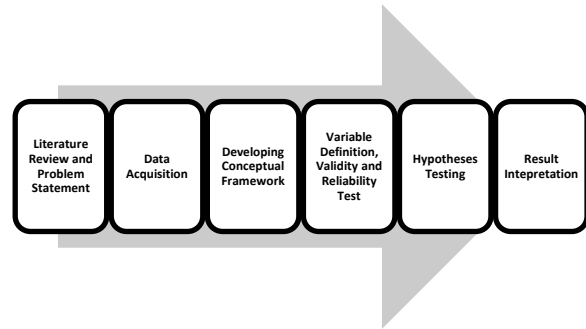 Literature
Review and
Problem
Statement
Data
Acquisition
Developing
Conceptual
Framework
Variable
Definition,
Validity and
Reliability
Test
Hypotheses
Testing
Result
Intepretation